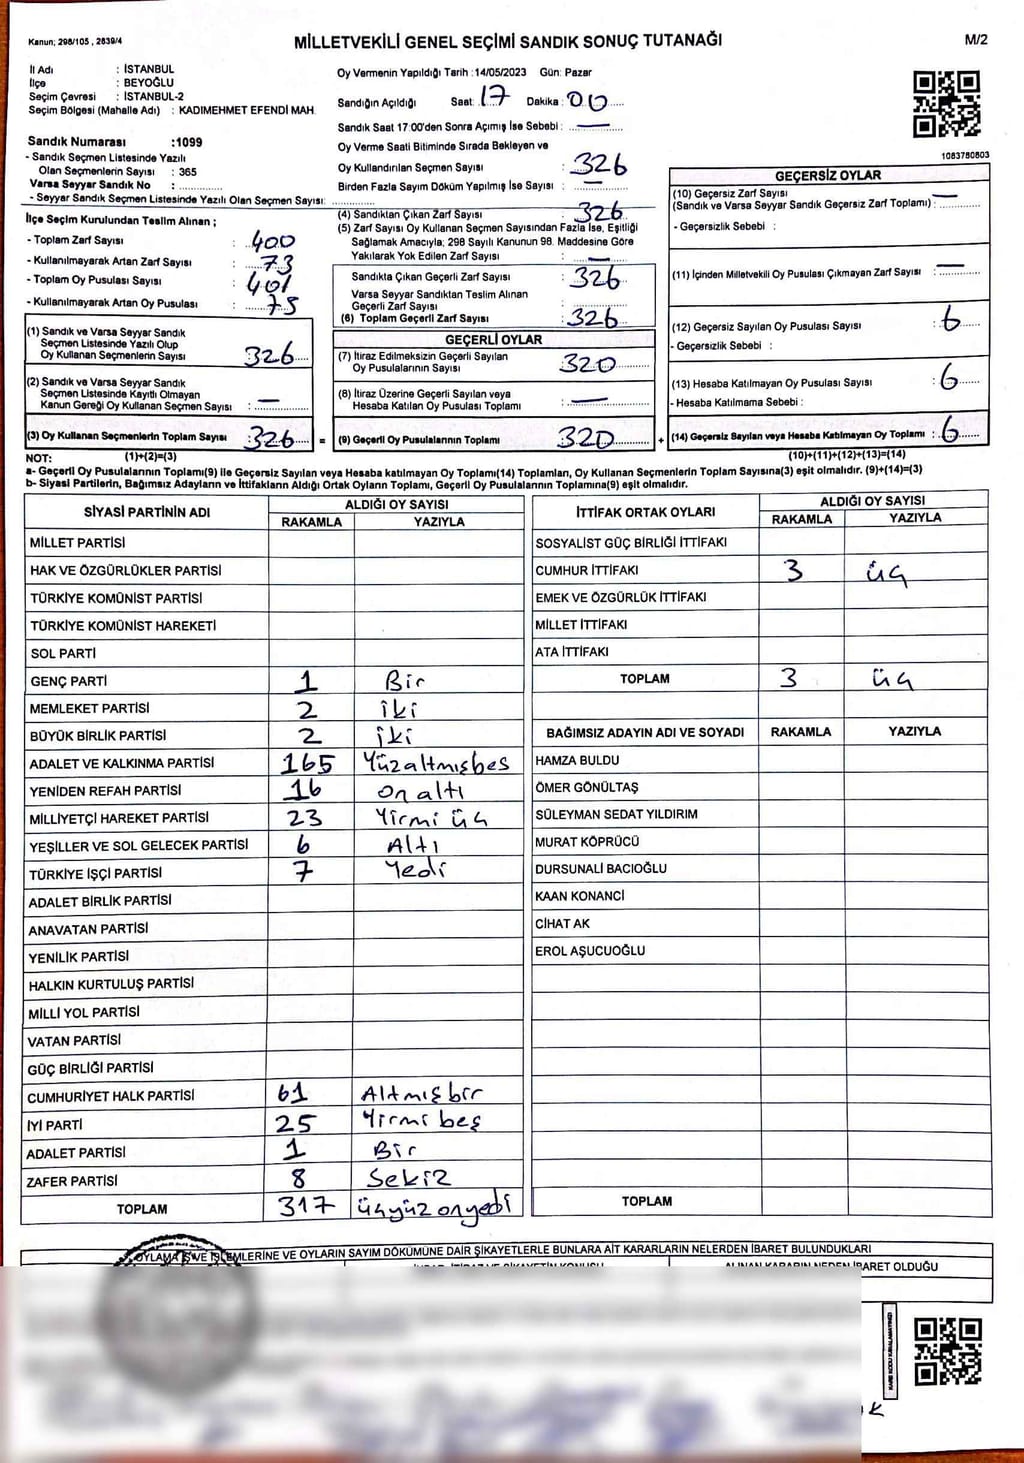 Kanun; 298/105 , 2839/4
MİLLETVEKİLİ GENEL SEÇİMİ SANDIK SONUÇ TUTANAĞI
M/2
İl Adı : İSTANBUL
İlçe : BEYOĞLU
Seçim Çevresi : İSTANBUL-2
Seçim Bölgesi (Mahalle Adı) : KADIMEHMET EFENDİ MAH.
Sandık Numarası :1099
- Sandık Seçmen Listesinde Yazılı
Olan Seçmenlerin Sayısı : 365
Varsa Seyyar Sandık No :
- Seyyar Sandık Seçmen Listesinde Yazılı Olan Seçmen Sayısı:
Oy Vermenin Yapıldığı Tarih :14/05/2023 Gün: Pazar
Sandığın Açıldığı Saat: 17 Dakika: 00
Sandık Saat 17:00'den Sonra Açımış İse Sebebi : —
Oy Verme Saati Bitiminde Sırada Bekleyen ve
Oy Kullandırılan Seçmen Sayısı : 326
Birden Fazla Sayım Döküm Yapılmış İse Sayısı : —
1083780803
İlçe Seçim Kurulundan Teslim Alınan ;
- Toplam Zarf Sayısı : 400
- Kullanılmayarak Artan Zarf Sayısı : 73
- Toplam Oy Pusulası Sayısı : 401
- Kullanılmayarak Artan Oy Pusulası : 75
(1) Sandık ve Varsa Seyyar Sandık
Seçmen Listesinde Yazılı Olup
Oy Kullanan Seçmenlerin Sayısı : 326
(2) Sandık ve Varsa Seyyar Sandık
Seçmen Listesinde Kayıtlı Olmayan
Kanun Gereği Oy Kullanan Seçmen Sayısı : —
(3) Oy Kullanan Seçmenlerin Toplam Sayısı : 326 =
(4) Sandıktan Çıkan Zarf Sayısı : 326
(5) Zarf Sayısı Oy Kullanan Seçmen Sayısından Fazla İse, Eşitliği
Sağlamak Amacıyla; 298 Sayılı Kanunun 98. Maddesine Göre
Yakılarak Yok Edilen Zarf Sayısı : —
Sandıkta Çıkan Geçerli Zarf Sayısı : 326
Varsa Seyyar Sandıktan Teslim Alınan
Geçerli Zarf Sayısı :
(6) Toplam Geçerli Zarf Sayısı : 326
GEÇERLİ OYLAR
(7) İtiraz Edilmeksizin Geçerli Sayılan
Oy Pusulalarının Sayısı : 320
(8) İtiraz Üzerine Geçerli Sayılan veya
Hesaba Katılan Oy Pusulası Toplamı : —
(9) Geçerli Oy Pusulalarının Toplamı : 320 +
GEÇERSİZ OYLAR
(10) Geçersiz Zarf Sayısı
(Sandık ve Varsa Seyyar Sandık Geçersiz Zarf Toplamı) : —
- Geçersizlik Sebebi :
(11) İçinden Milletvekili Oy Pusulası Çıkmayan Zarf Sayısı : —
(12) Geçersiz Sayılan Oy Pusulası Sayısı : 6
- Geçersizlik Sebebi :
(13) Hesaba Katılmayan Oy Pusulası Sayısı : 6
- Hesaba Katılmama Sebebi :
(14) Geçersiz Sayılan veya Hesaba Katılmayan Oy Toplamı : 6
NOT: (1)+(2)=(3) (10)+(11)+(12)+(13)=(14)
a- Geçerli Oy Pusulalarının Toplamı(9) ile Geçersiz Sayılan veya Hesaba katılmayan Oy Toplamı(14) Toplamları, Oy Kullanan Seçmenlerin Toplam Sayısına(3) eşit olmalıdır. (9)+(14)=(3)
b- Siyasi Partilerin, Bağımsız Adayların ve İttifakların Aldığı Ortak Oyların Toplamı, Geçerli Oy Pusulalarının Toplamına(9) eşit olmalıdır.
SİYASİ PARTİNİN ADI ALDIĞI OY SAYISI
RAKAMLA YAZIYLA
MİLLET PARTİSİ
HAK VE ÖZGÜRLÜKLER PARTİSİ
TÜRKİYE KOMÜNİST PARTİSİ
TÜRKİYE KOMÜNİST HAREKETİ
SOL PARTİ
GENÇ PARTİ 1 Bir
MEMLEKET PARTİSİ 2 iki
BÜYÜK BİRLİK PARTİSİ 2 iki
ADALET VE KALKINMA PARTİSİ 165 Yüzaltmışbeş
YENİDEN REFAH PARTİSİ 16 on altı
MİLLİYETÇİ HAREKET PARTİSİ 23 Yirmi üç
YEŞİLLER VE SOL GELECEK PARTİSİ 6 Altı
TÜRKİYE İŞÇİ PARTİSİ 7 Yedi
ADALET BİRLİK PARTİSİ
ANAVATAN PARTİSİ
YENİLİK PARTİSİ
HALKIN KURTULUŞ PARTİSİ
MİLLİ YOL PARTİSİ
VATAN PARTİSİ
GÜÇ BİRLİĞİ PARTİSİ
CUMHURİYET HALK PARTİSİ 61 Altmışbir
İYİ PARTİ 25 Yirmi beş
ADALET PARTİSİ 1 Bir
ZAFER PARTİSİ 8 Sekiz
TOPLAM 317 üçyüz onyedi
İTTİFAK ORTAK OYLARI ALDIĞI OY SAYISI
RAKAMLA YAZIYLA
SOSYALİST GÜÇ BİRLİĞİ İTTİFAKI
CUMHUR İTTİFAKI 3 üç
EMEK VE ÖZGÜRLÜK İTTİFAKI
MİLLET İTTİFAKI
ATA İTTİFAKI
TOPLAM 3 üç
BAĞIMSIZ ADAYIN ADI VE SOYADI RAKAMLA YAZIYLA
HAMZA BULDU
ÖMER GÖNÜLTAŞ
SÜLEYMAN SEDAT YILDIRIM
MURAT KÖPRÜCÜ
DURSUNALİ BACIOĞLU
KAAN KONANCİ
CİHAT AK
EROL AŞUCUOĞLU
TOPLAM
OYLAMA İŞ VE İŞLEMLERİNE VE OYLARIN SAYIM DÖKÜMÜNE DAİR ŞİKAYETLERLE BUNLARA AİT KARARLARIN NELERDEN İBARET BULUNDUKLARI
ALINAN KARARIN NEDEN İBARET OLDUĞU